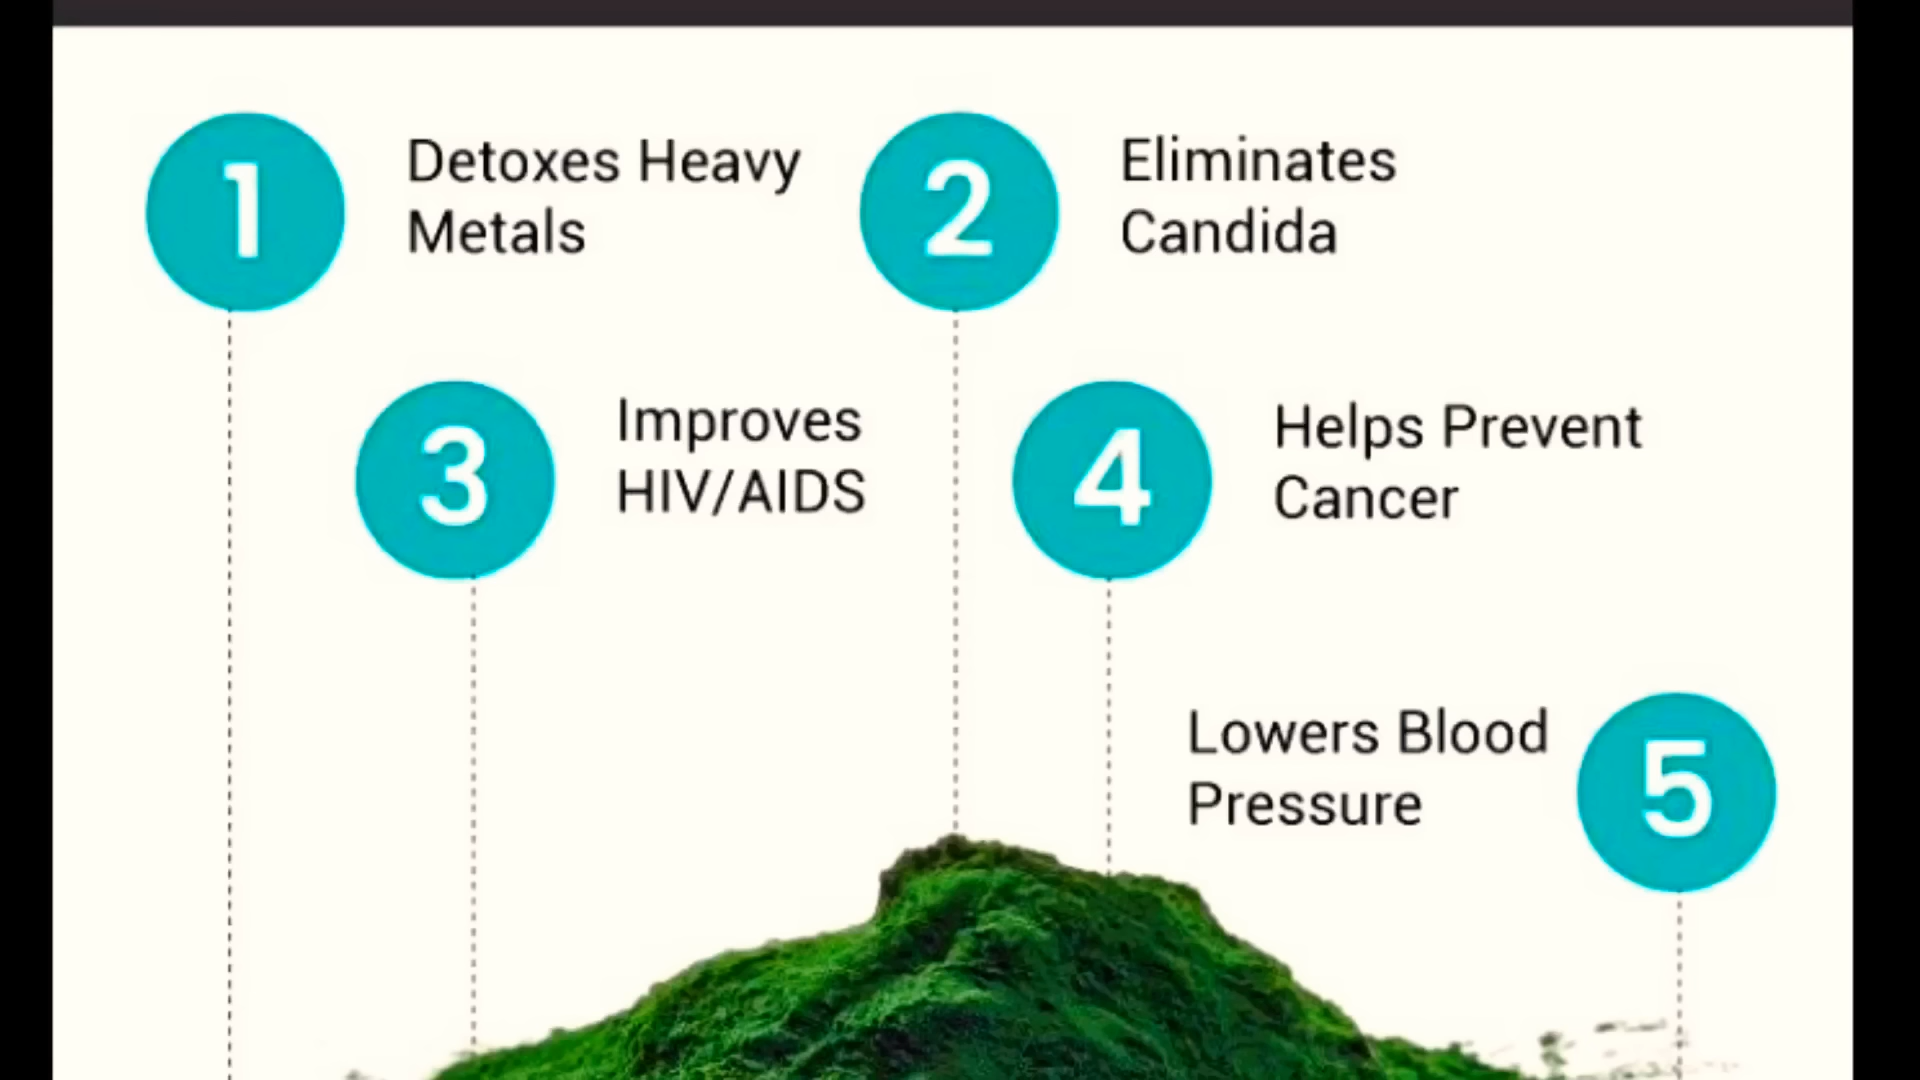 1
Detoxes Heavy
Metals
2
Eliminates
Candida
3
Improves
HIV/AIDS
4
Helps Prevent
Cancer
Lowers Blood
Pressure
5